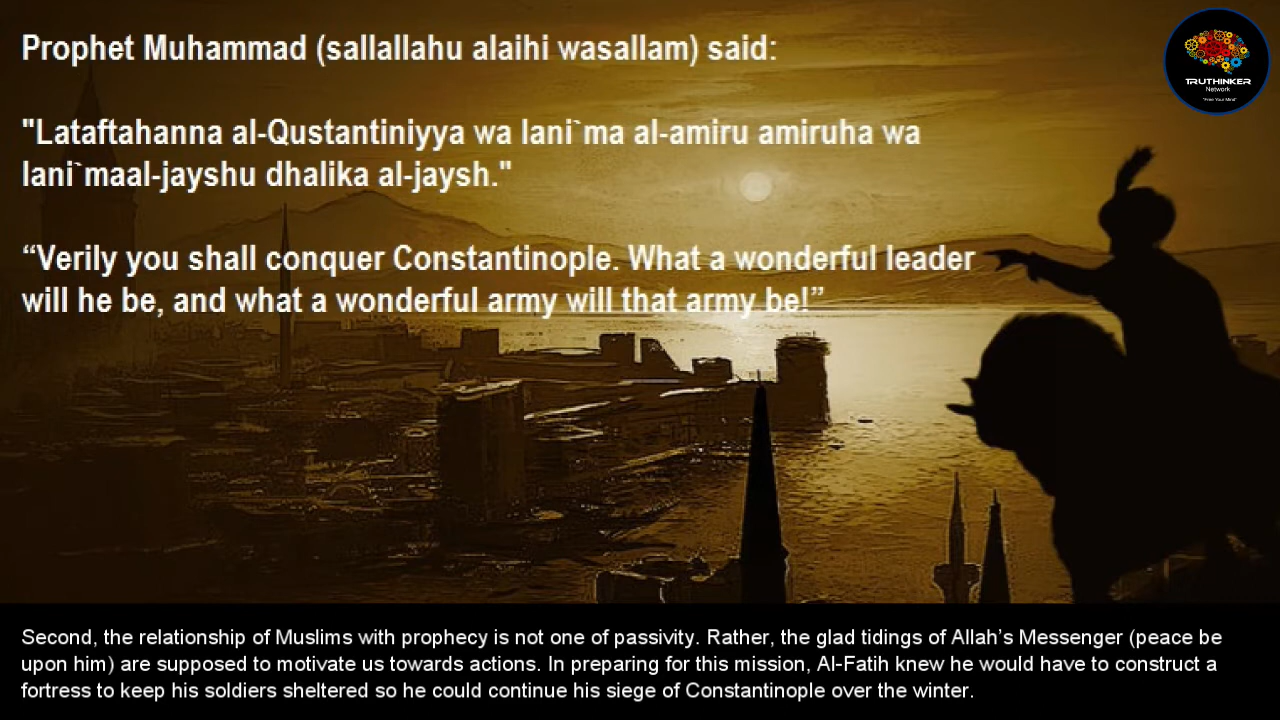 Prophet Muhammad (sallallahu alaihi wasallam) said:
"Lataftahanna al-Qustantiniyya wa lani`ma al-amiru amiruha wa
lani`maal-jayshu dhalika al-jaysh."
“Verily you shall conquer Constantinople. What a wonderful leader
will he be, and what a wonderful army will that army be!”
TRUTHINKER
Network
"Free Your Mind"
Second, the relationship of Muslims with prophecy is not one of passivity. Rather, the glad tidings of Allah’s Messenger (peace be
upon him) are supposed to motivate us towards actions. In preparing for this mission, Al-Fatih knew he would have to construct a
fortress to keep his soldiers sheltered so he could continue his siege of Constantinople over the winter.